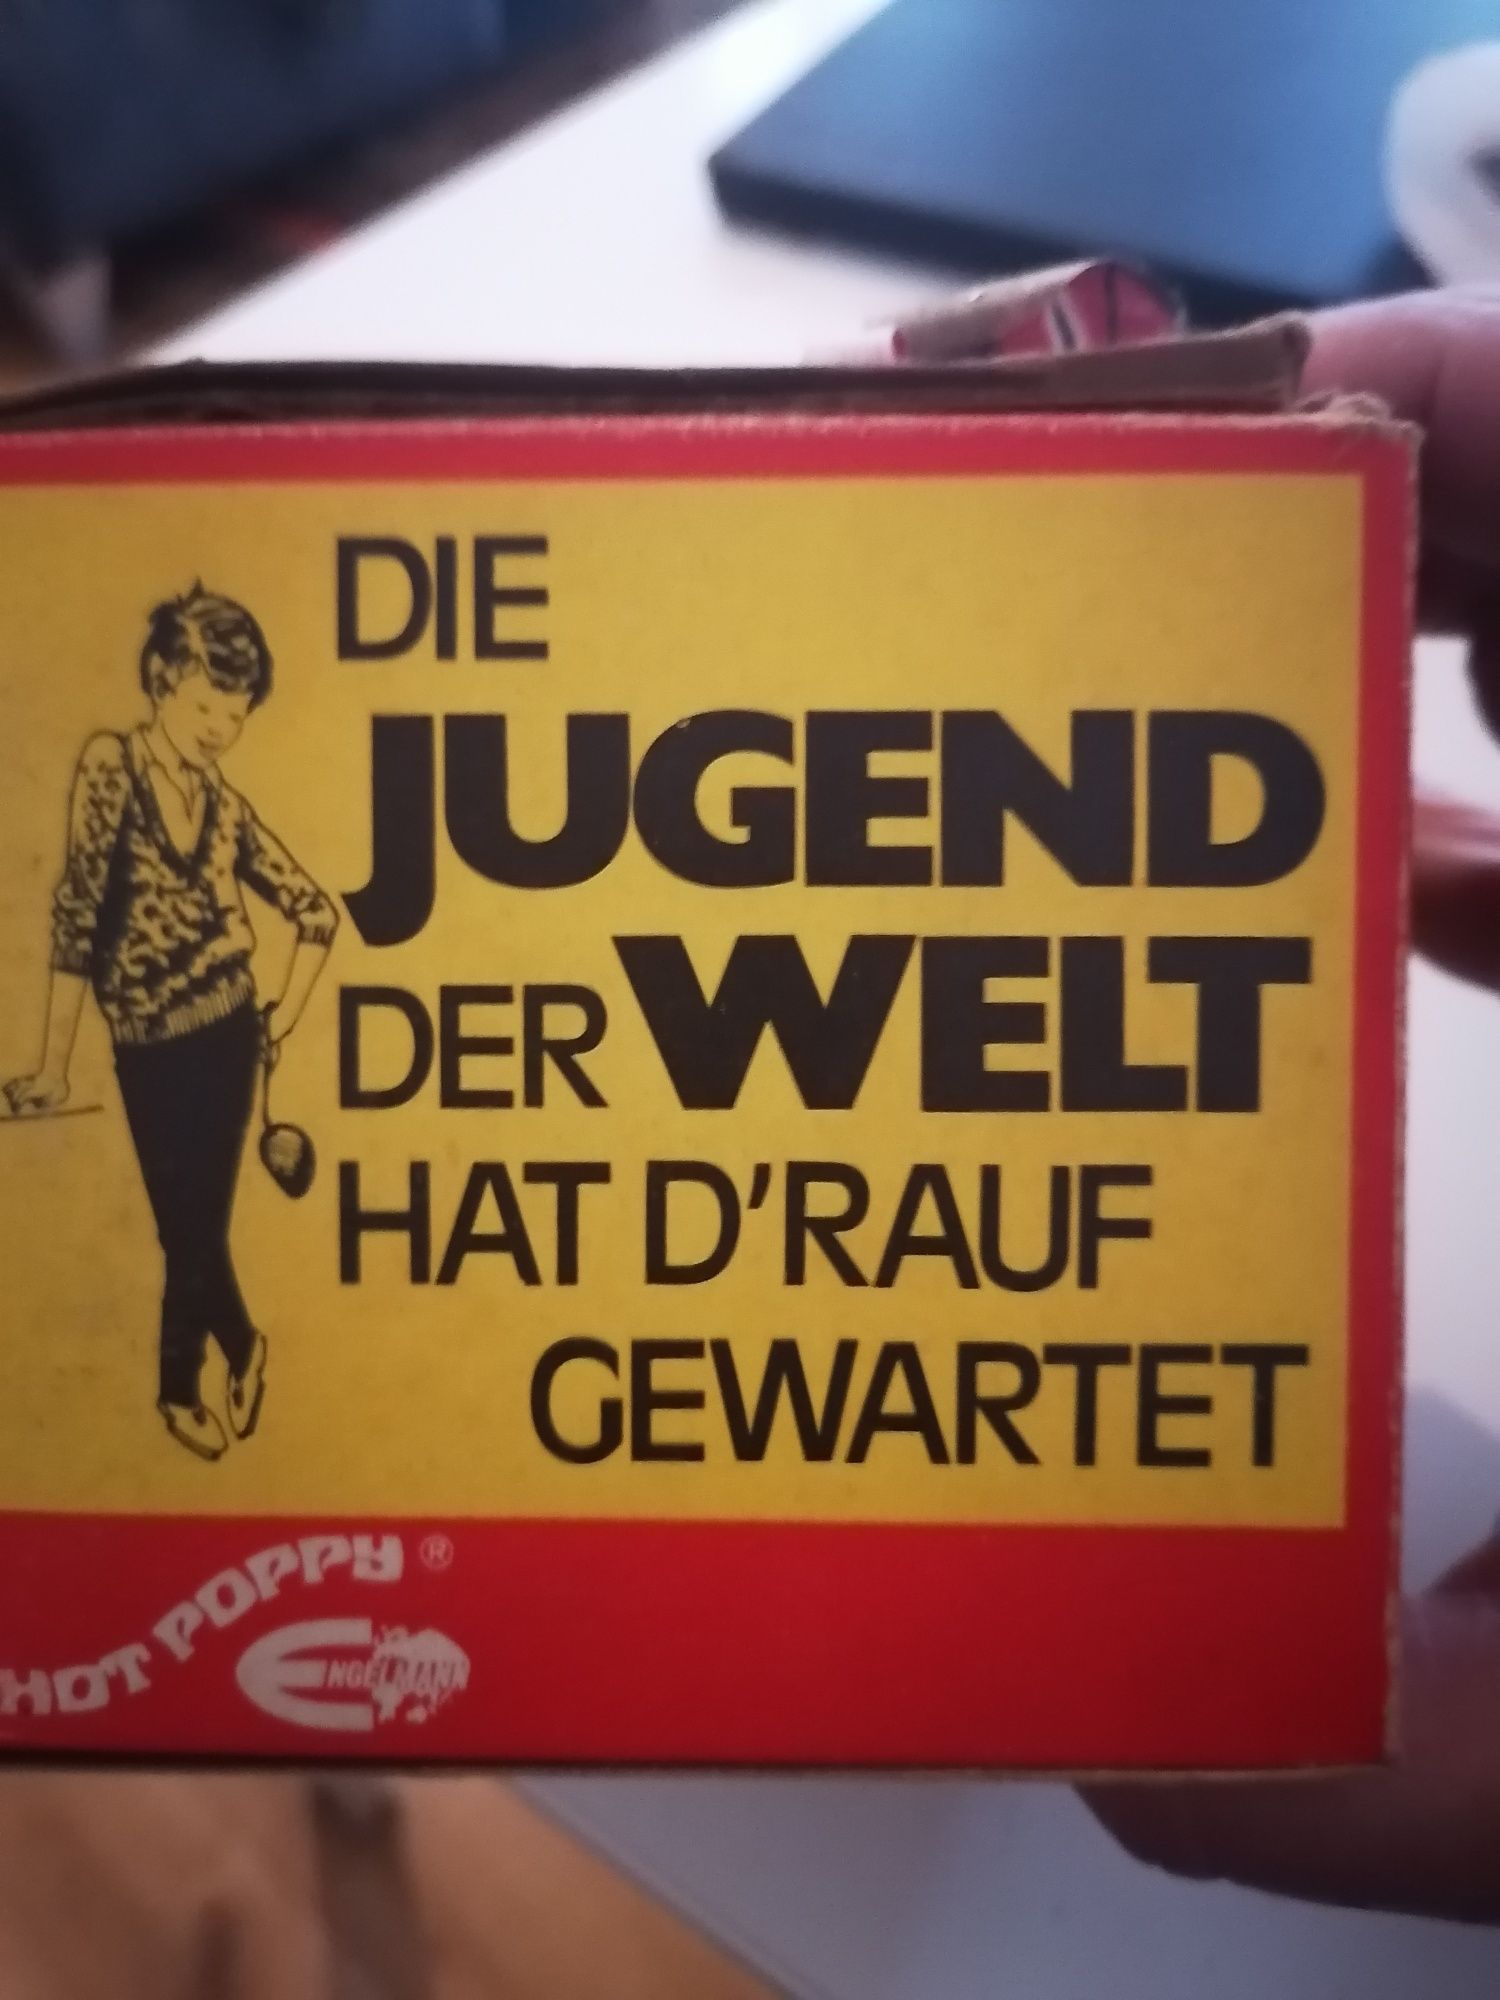 DIE
JUGEND
DER WELT
HAT D'RAUF
GEWARTET
HOT POPPY ®
ENGELMANN